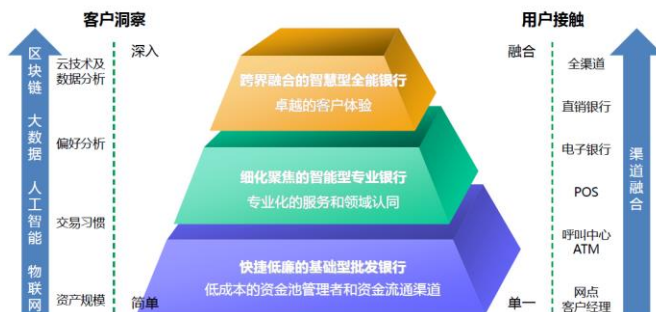 客户洞察
用户接触
区块链 大数据 人工智能 物联网
云技术及
数据分析
偏好分析
交易习惯
资产规模
深入
简单
跨界融合的智慧型全能银行
卓越的客户体验
细化聚焦的智能型专业银行
专业化的服务和领域认同
快捷低廉的基础型批发银行
低成本的资金池管理者和资金流通渠道
融合
单一
全渠道
直销银行
电子银行
POS
呼叫中心
ATM
网点
客户经理
渠道融合